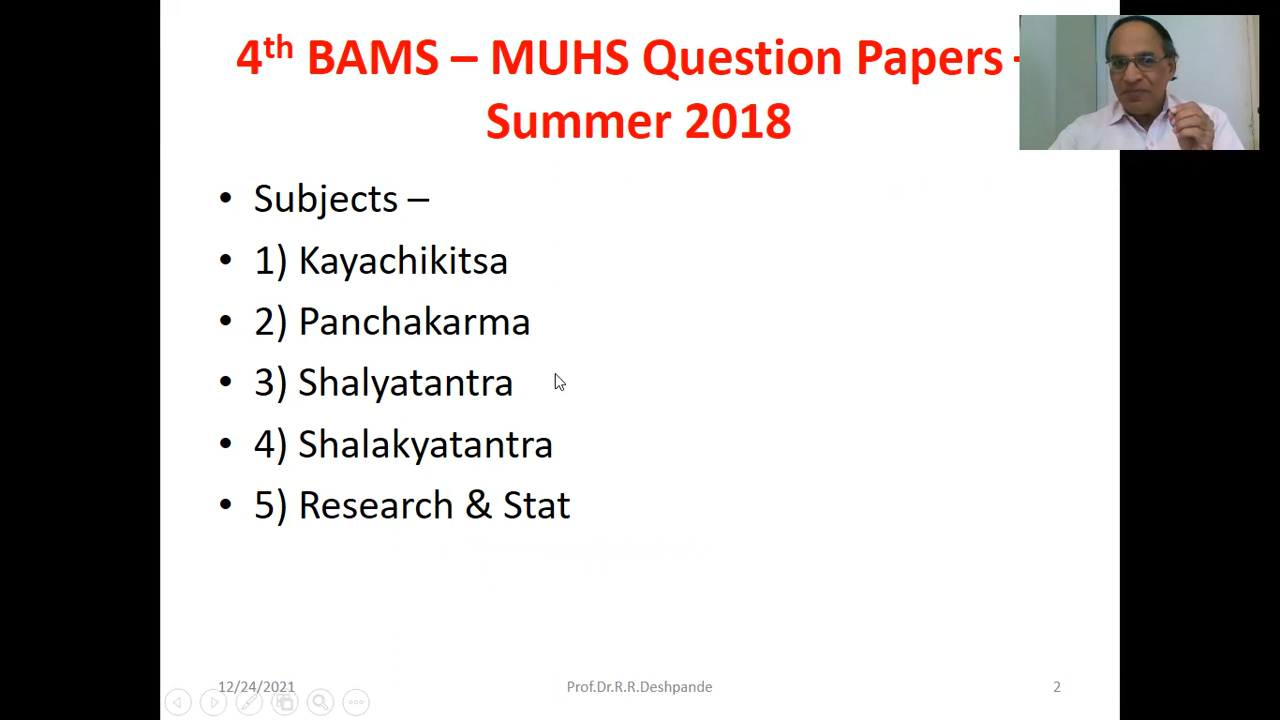 4th BAMS – MUHS Question Papers -
Summer 2018
• Subjects –
• 1) Kayachikitsa
• 2) Panchakarma
• 3) Shalyatantra
• 4) Shalakyatantra
• 5) Research & Stat
12/24/2021 Prof.Dr.R.R.Deshpande 2